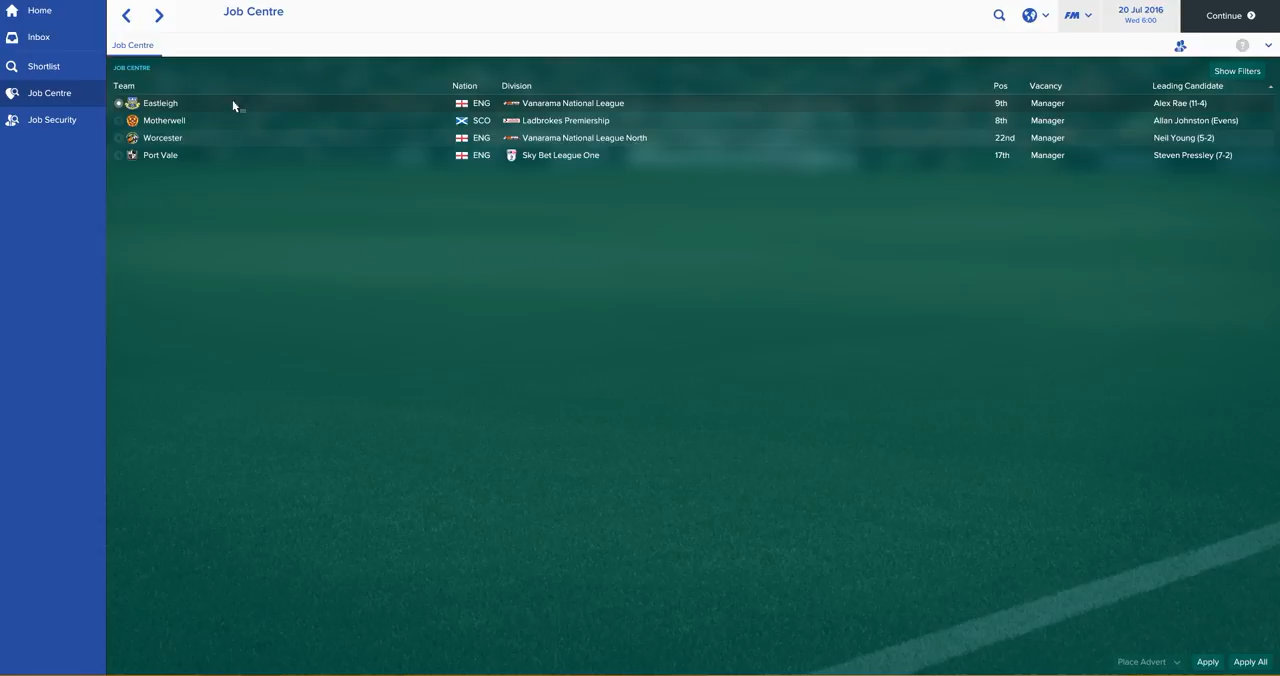 Home
Job Centre
FM
20 Jul 2016
Wed 6:00
Continue
Inbox
Job Centre
Shortlist
JOB CENTRE
Show Filters
Team Nation Division Pos Vacancy Leading Candidate
Job Centre
Eastleigh ENG Vanarama National League 9th Manager Alex Rae (11-4)
Job Security
Motherwell SCO Ladbrokes Premiership 8th Manager Allan Johnston (Evens)
Worcester ENG Vanarama National League North 22nd Manager Neil Young (5-2)
Port Vale ENG Sky Bet League One 17th Manager Steven Pressley (7-2)
Place Advert Apply Apply All